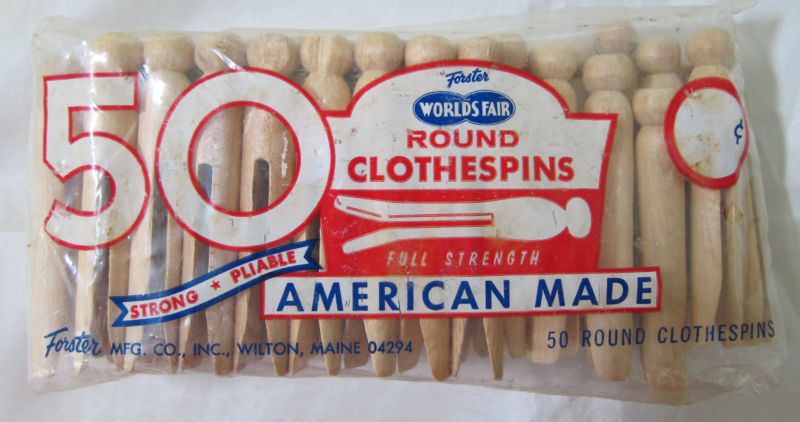 50
Forster
WORLDS FAIR
ROUND
CLOTHESPINS
FULL STRENGTH
STRONG ★ PLIABLE
AMERICAN MADE
Forster MFG. CO., INC., WILTON, MAINE 04294
50 ROUND CLOTHESPINS
¢